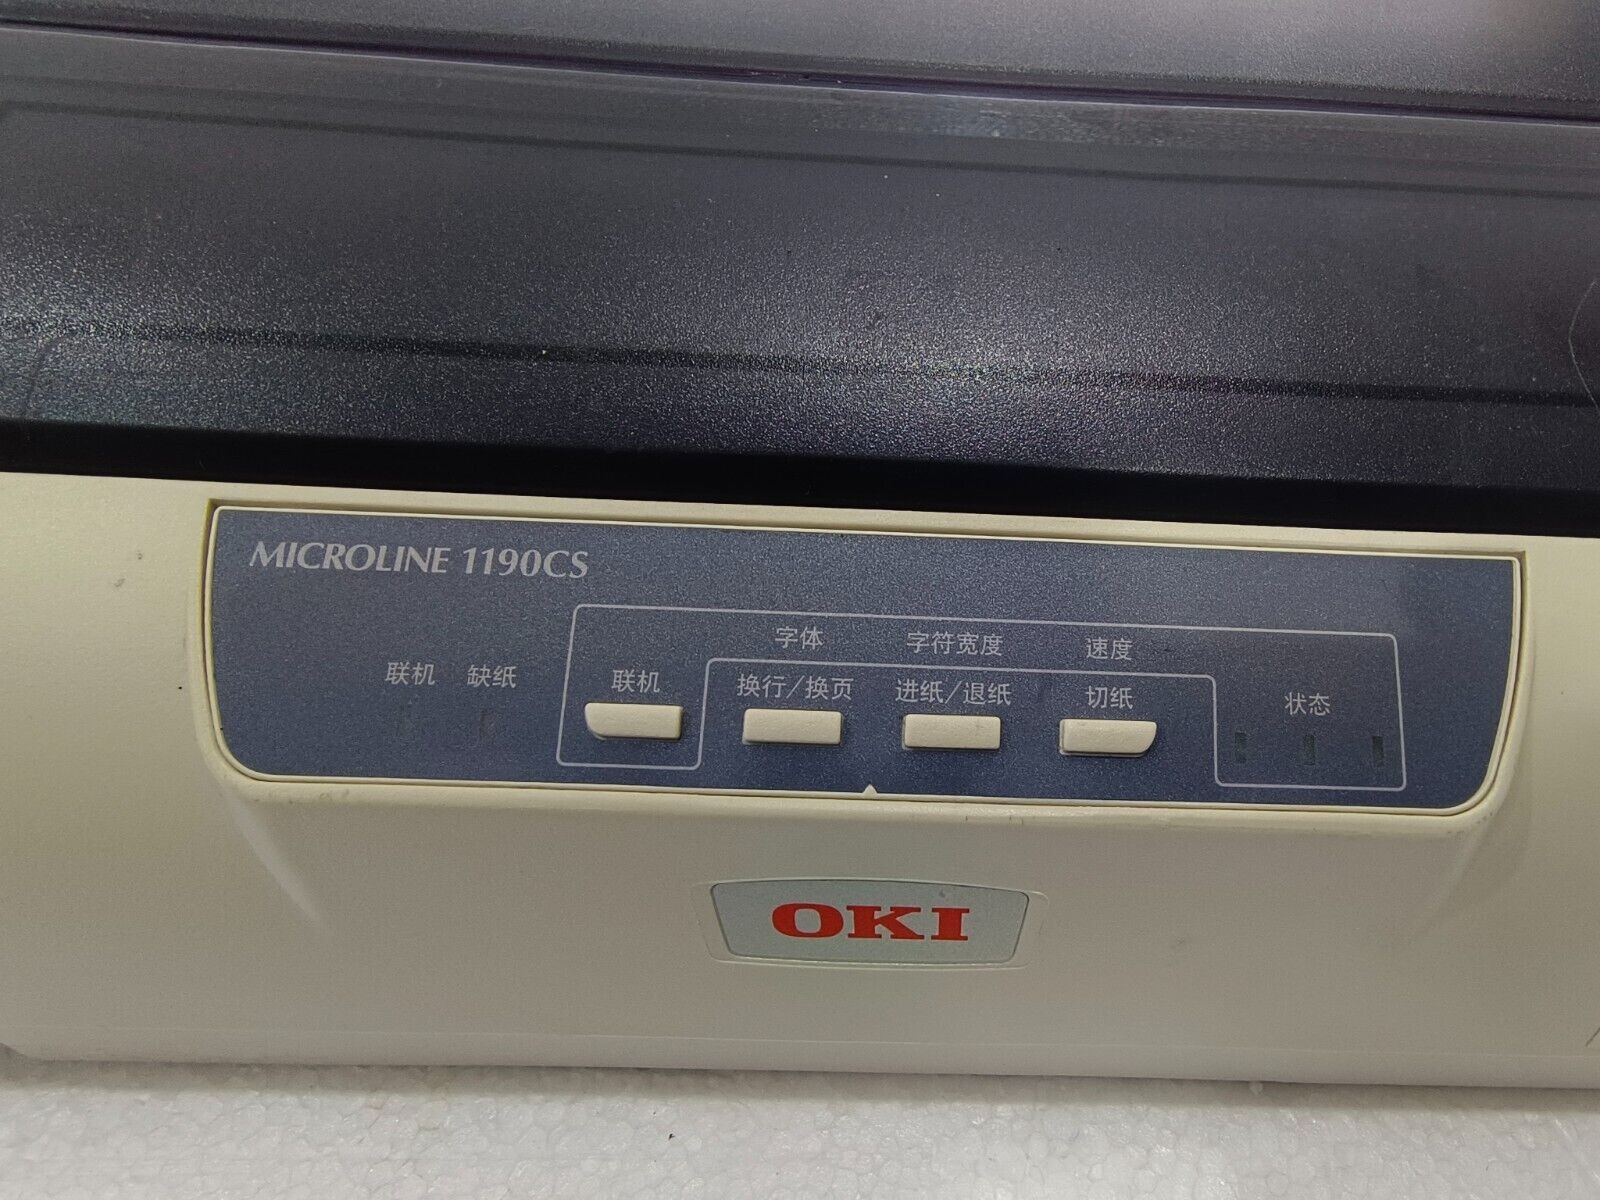 MICROLINE 1190CS
字体 字符宽度 速度
联机 缺纸 联机 换行/换页 进纸/退纸 切纸 状态
OKI